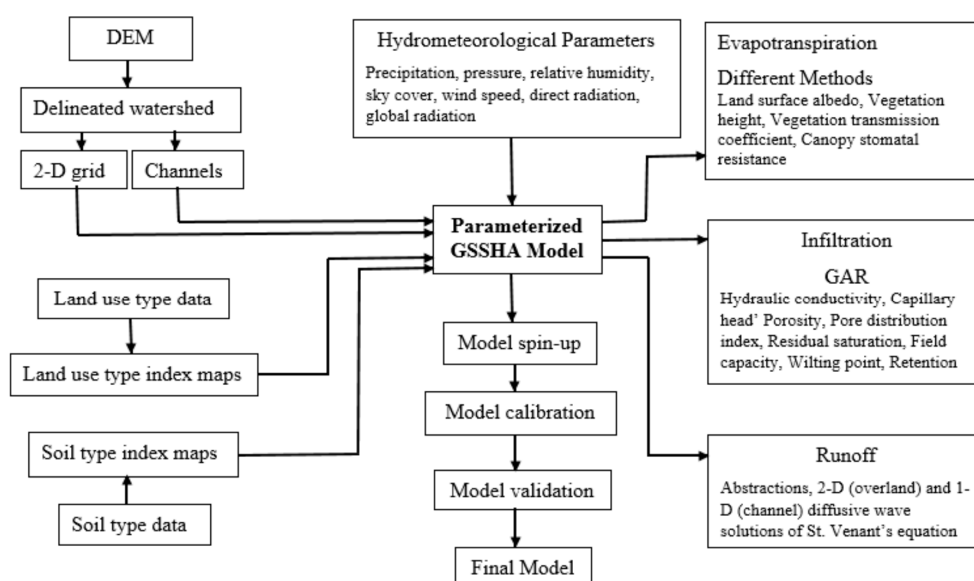 DEM
Delineated watershed
2-D grid
Channels
Land use type data
Land use type index maps
Soil type index maps
Soil type data
Hydrometeorological Parameters
Precipitation, pressure, relative humidity,
sky cover, wind speed, direct radiation,
global radiation
Parameterized
GSSHA Model
Model spin-up
Model calibration
Model validation
Final Model
Evapotranspiration
Different Methods
Land surface albedo, Vegetation
height, Vegetation transmission
coefficient, Canopy stomatal
resistance
Infiltration
GAR
Hydraulic conductivity, Capillary
head’ Porosity, Pore distribution
index, Residual saturation, Field
capacity, Wilting point, Retention
Runoff
Abstractions, 2-D (overland) and 1-
D (channel) diffusive wave
solutions of St. Venant’s equation